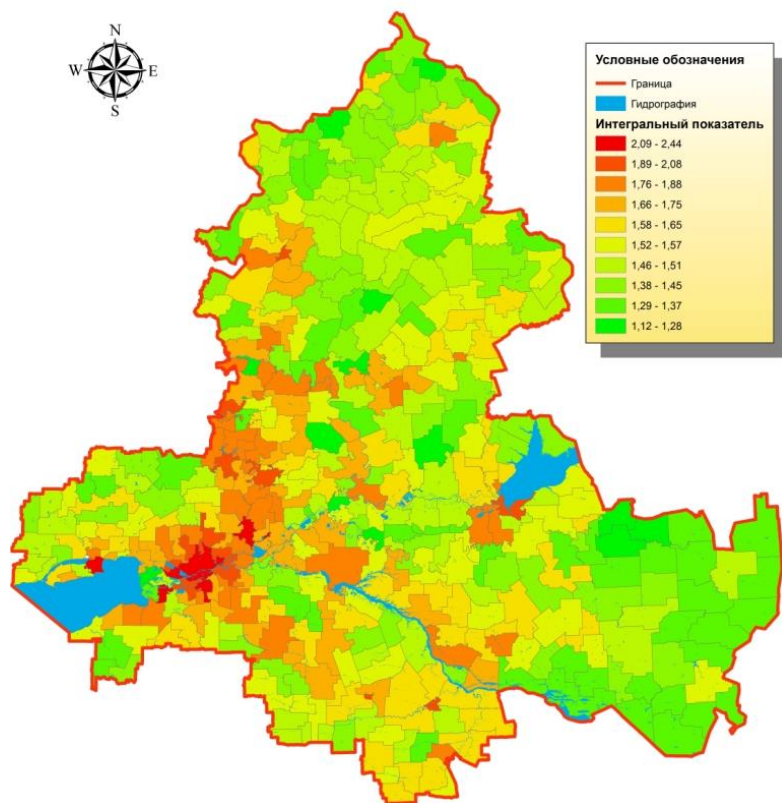 N
W E
S
Условные обозначения
Граница
Гидрография
Интегральный показатель
2,09 - 2,44
1,89 - 2,08
1,76 - 1,88
1,66 - 1,75
1,58 - 1,65
1,52 - 1,57
1,46 - 1,51
1,38 - 1,45
1,29 - 1,37
1,12 - 1,28